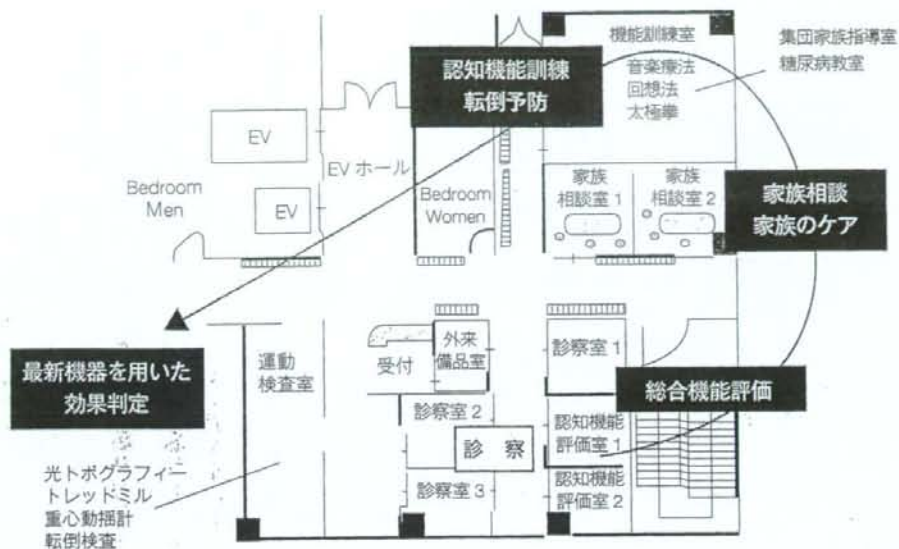 機能訓練室
音楽療法
回想法
太極拳
集団家族指導室
糖尿病教室
認知機能訓練
転倒予防
EV
EV ホール
Bedroom
Men
EV
Bedroom
Women
家族
相談室 1
家族
相談室 2
家族相談
家族のケア
最新機器を用いた
効果判定
運動
検査室
受付
外来
備品室
診察室 1
総合機能評価
診察室 2
診 察
認知機能
評価室 1
診察室 3
認知機能
評価室 2
光トポグラフィー
トレッドミル
重心動揺計
転倒検査